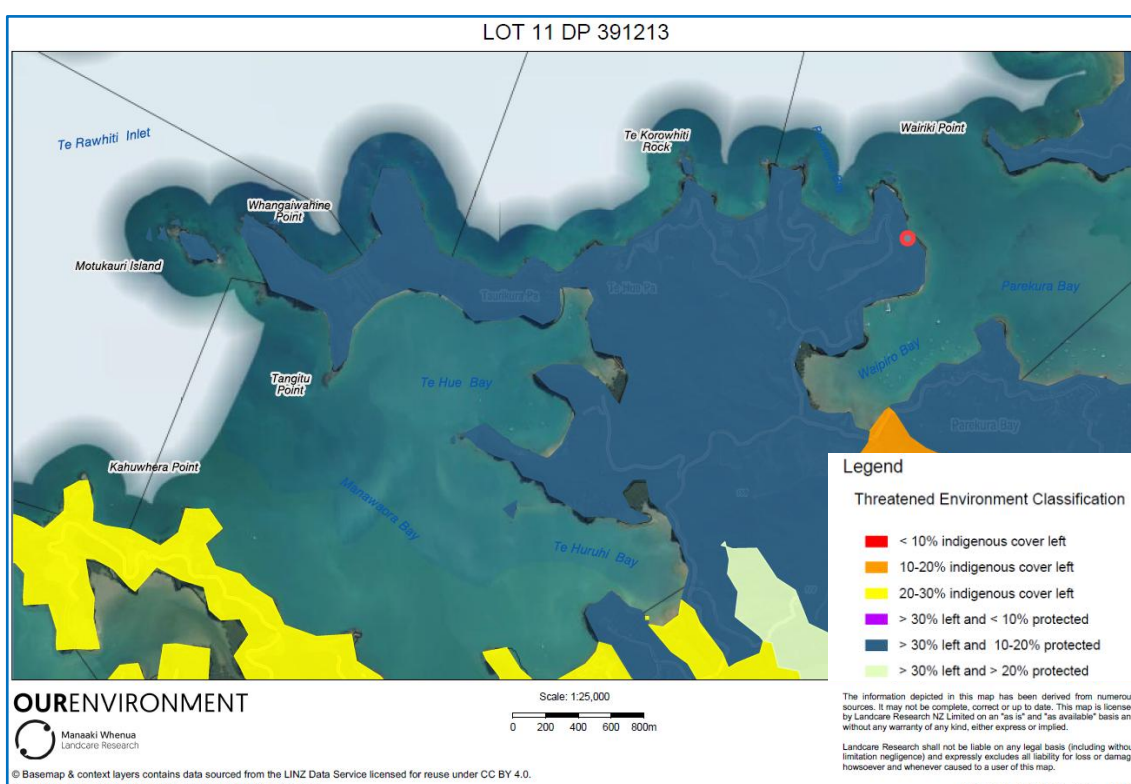 LOT 11 DP 391213
Te Rawhiti Inlet
Te Korowhiti
Rock
Wairiki Point
Whangaiwahine
Point
Motukauri Island
Taurikura Pa
Te Hue Pa
Parekura Bay
Tangitu
Point
Te Hue Bay
Waipiro Bay
Parekura Bay
Kahuwhera Point
Manawaora Bay
Te Huruhi Bay
Legend
Threatened Environment Classification
< 10% indigenous cover left
10-20% indigenous cover left
20-30% indigenous cover left
> 30% left and < 10% protected
> 30% left and 10-20% protected
> 30% left and > 20% protected
OURENVIRONMENT
Manaaki Whenua
Landcare Research
Scale: 1:25,000
0 200 400 600 800m
The information depicted in this map has been derived from numerou
sources. It may not be complete, correct or up to date. This map is license
by Landcare Research NZ Limited on an "as is" and "as available" basis an
without any warranty of any kind, either express or implied.
Landcare Research shall not be liable on any legal basis (including withou
limitation negligence) and expressly excludes all liability for loss or damag
howsoever and whenever caused to a user of this map.
© Basemap & context layers contains data sourced from the LINZ Data Service licensed for reuse under CC BY 4.0.